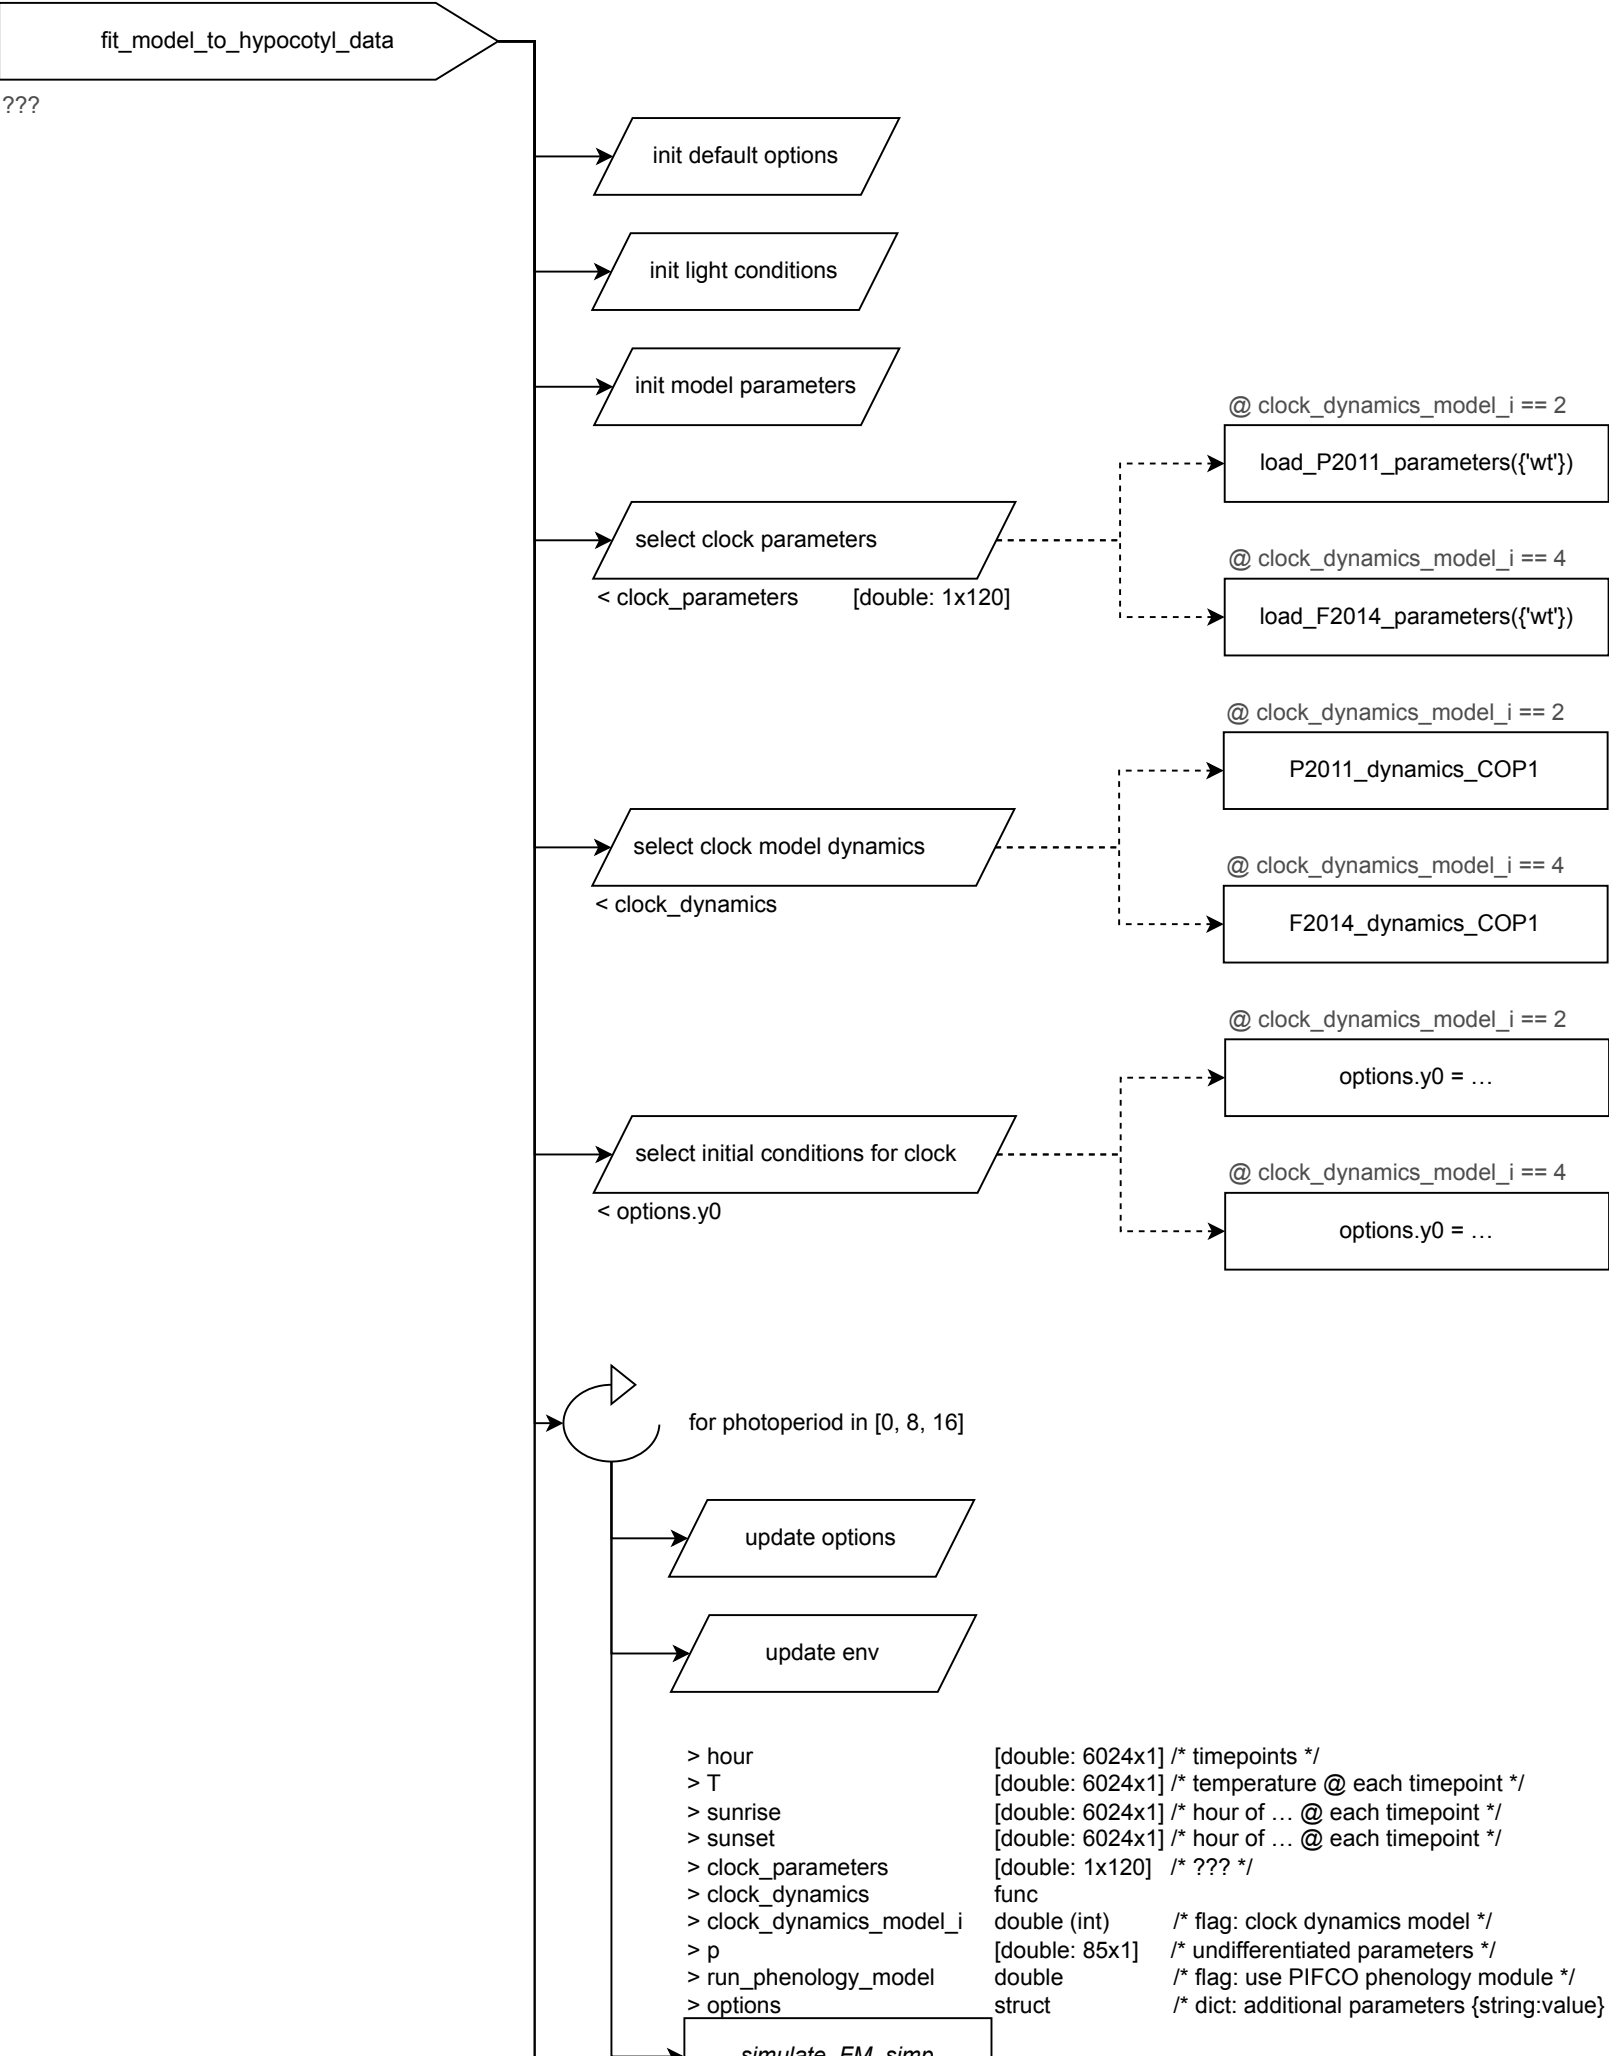 fit_model_to_hypocotyl_data
???
init default options
init light conditions
init model parameters
@ clock_dynamics_model_i == 2
load_P2011_parameters({'wt'})
select clock parameters
< clock_parameters [double: 1x120]
@ clock_dynamics_model_i == 4
load_F2014_parameters({'wt'})
@ clock_dynamics_model_i == 2
P2011_dynamics_COP1
select clock model dynamics
< clock_dynamics
@ clock_dynamics_model_i == 4
F2014_dynamics_COP1
@ clock_dynamics_model_i == 2
options.y0 = …
select initial conditions for clock
< options.y0
@ clock_dynamics_model_i == 4
options.y0 = …
for photoperiod in [0, 8, 16]
update options
update env
> hour [double: 6024x1] /* timepoints */
> T [double: 6024x1] /* temperature @ each timepoint */
> sunrise [double: 6024x1] /* hour of … @ each timepoint */
> sunset [double: 6024x1] /* hour of … @ each timepoint */
> clock_parameters [double: 1x120] /* ??? */
> clock_dynamics func
> clock_dynamics_model_i double (int) /* flag: clock dynamics model */
> p [double: 85x1] /* undifferentiated parameters */
> run_phenology_model double /* flag: use PIFCO phenology module */
> options struct /* dict: additional parameters {string:value}
simulate_FM_simp